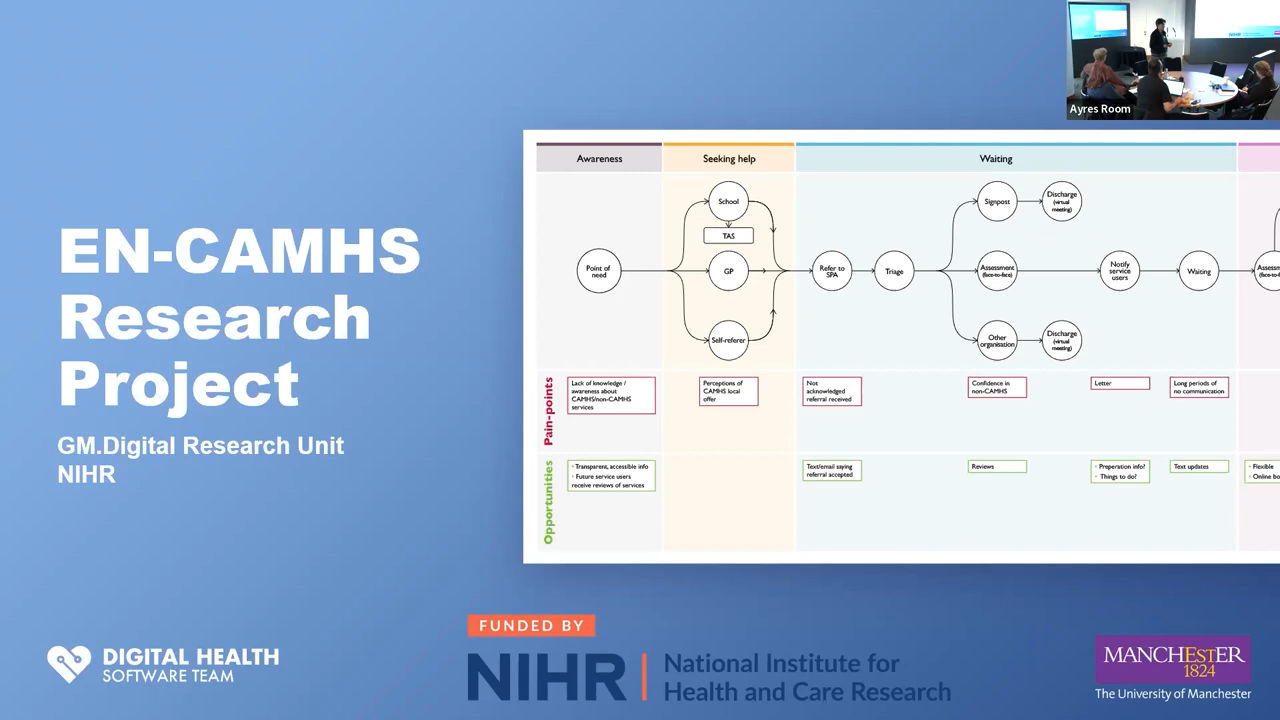 EN-CAMHS
Research
Project
GM.Digital Research Unit
NIHR
Ayres Room
Awareness
Seeking help
Waiting
Point of
need
School
TAS
GP
Self-referer
Refer to
SPA
Triage
Signpost
Discharge
(virtual
meeting)
Assessment
(face-to-face)
Notify
service
users
Waiting
Other
organisation
Discharge
(virtual
meeting)
Pain-points
Lack of knowledge /
awareness about
CAMHS/non-CAMHS
services
Perceptions of
CAMHS local
offer
Not
acknowledged
referral received
Confidence in
non-CAMHS
Letter
Long periods of
no communication
Opportunities
• Transparent, accessible info
• Future service users
receive reviews of services
Text/email saying
referral accepted
Reviews
• Preparation info?
• Things to do?
Text updates
• Flexible
• Online bo
DIGITAL HEALTH
SOFTWARE TEAM
FUNDED BY
NIHR | National Institute for
Health and Care Research
MANCHESTER
1824
The University of Manchester